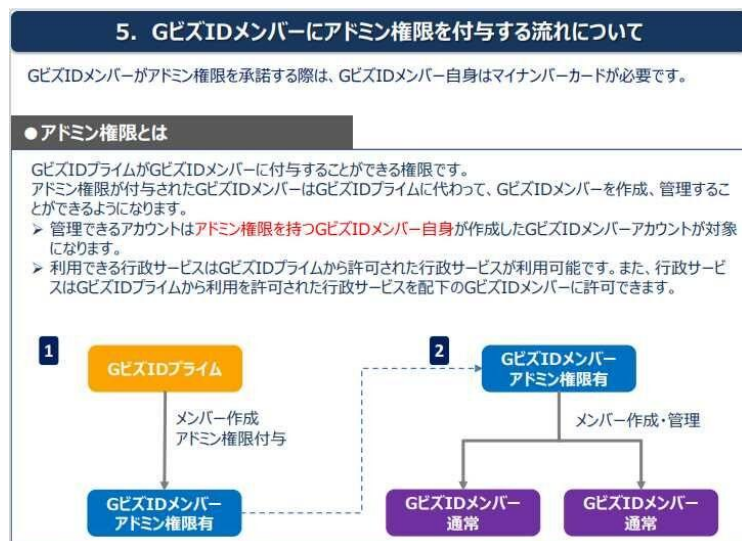 5. GビズIDメンバーにアドミン権限を付与する流れについて
GビズIDメンバーがアドミン権限を承諾する際は、GビズIDメンバー自身はマイナンバーカードが必要です。
●アドミン権限とは
GビズIDプライムがGビズIDメンバーに付与することができる権限です。
アドミン権限が付与されたGビズIDメンバーはGビズIDプライムに代わって、GビズIDメンバーを作成、管理するこ
とができるようになります。
➢ 管理できるアカウントはアドミン権限を持つGビズIDメンバー自身が作成したGビズIDメンバーアカウントが対象
になります。
➢ 利用できる行政サービスはGビズIDプライムから許可された行政サービスが利用可能です。また、行政サービ
スはGビズIDプライムから利用を許可された行政サービスを配下のGビズIDメンバーに許可できます。
1
GビズIDプライム
メンバー作成
アドミン権限付与
GビズIDメンバー
アドミン権限有
2
GビズIDメンバー
アドミン権限有
メンバー作成・管理
GビズIDメンバー
通常
GビズIDメンバー
通常